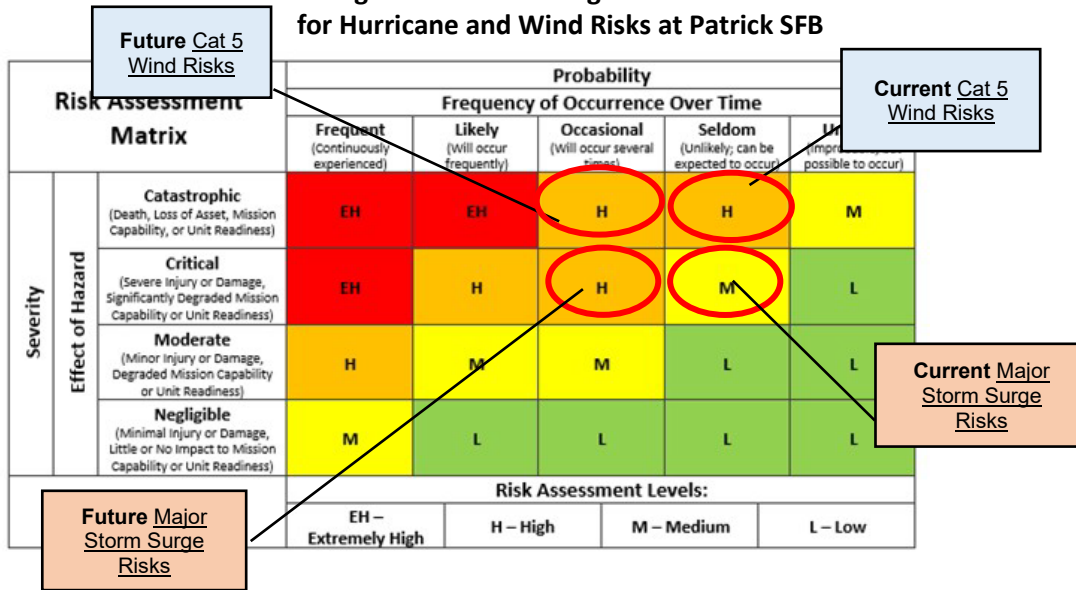 for Hurricane and Wind Risks at Patrick SFB
Future Cat 5
Wind Risks
Current Cat 5
Wind Risks
Risk Assessment
Matrix
Probability
Frequency of Occurrence Over Time
Frequent
(Continuously
experienced)
Likely
(Will occur
frequently)
Occasional
(Will occur several
times)
Seldom
(Unlikely; can be
expected to occur)
possible to occur)
Severity
Effect of Hazard
Catastrophic
(Death, Loss of Asset, Mission
Capability, or Unit Readiness)
EH
EH
H
H
M
Critical
(Severe Injury or Damage,
Significantly Degraded Mission
Capability or Unit Readiness)
EH
H
H
M
L
Moderate
(Minor Injury or Damage,
Degraded Mission Capability
or Unit Readiness)
H
M
M
L
L
Negligible
(Minimal Injury or Damage,
Little or No Impact to Mission
Capability or Unit Readiness)
M
L
L
L
L
Current Major
Storm Surge
Risks
Future Major
Storm Surge
Risks
Risk Assessment Levels:
EH –
Extremely High
H – High
M – Medium
L – Low